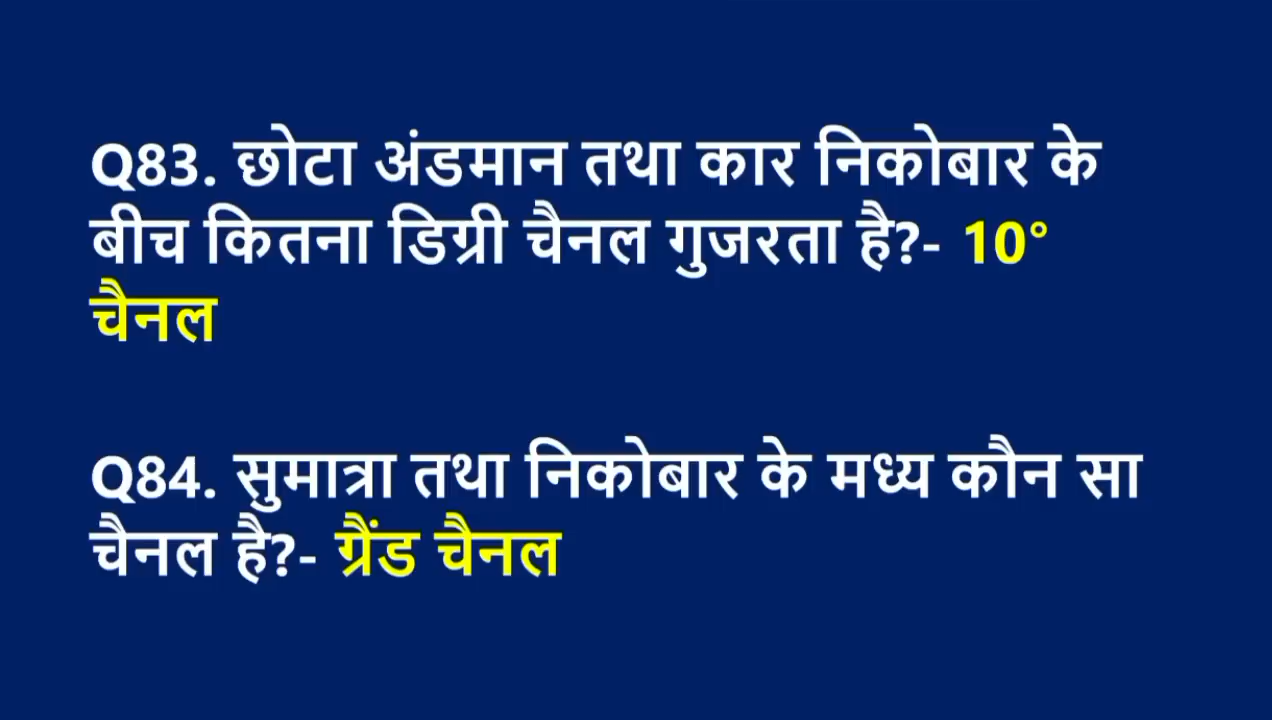 Q83. छोटा अंडमान तथा कार निकोबार के
बीच कितना डिग्री चैनल गुजरता है?- 10°
चैनल
Q84. सुमात्रा तथा निकोबार के मध्य कौन सा
चैनल है?- ग्रैंड चैनल